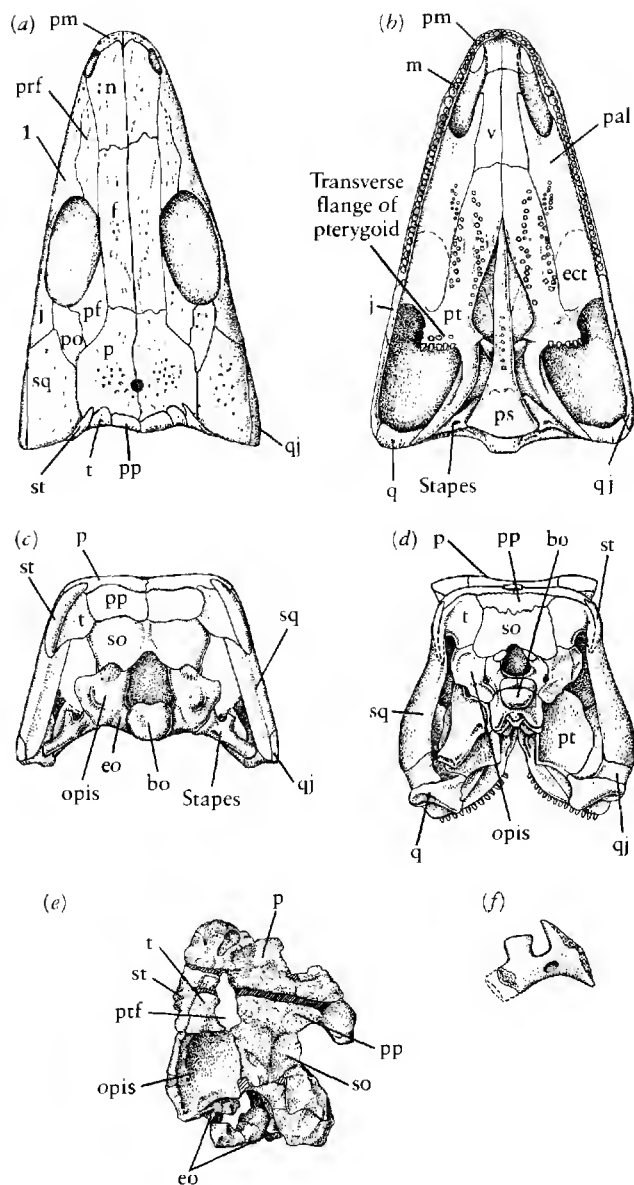 (a)
pm
prf
n
1
f
j
pf
po
p
sq
st
t
pp
qj
(b)
pm
m
v
pal
Transverse
flange of
pterygoid
ect
j
pt
ps
q
Stapes
qj
(c)
p
st
pp
t
so
sq
opis
eo
bo
Stapes
qj
(d)
p
pp
bo
st
t
so
sq
pt
q
opis
qj
(e)
p
t
st
ptf
pp
opis
so
eo
(f)